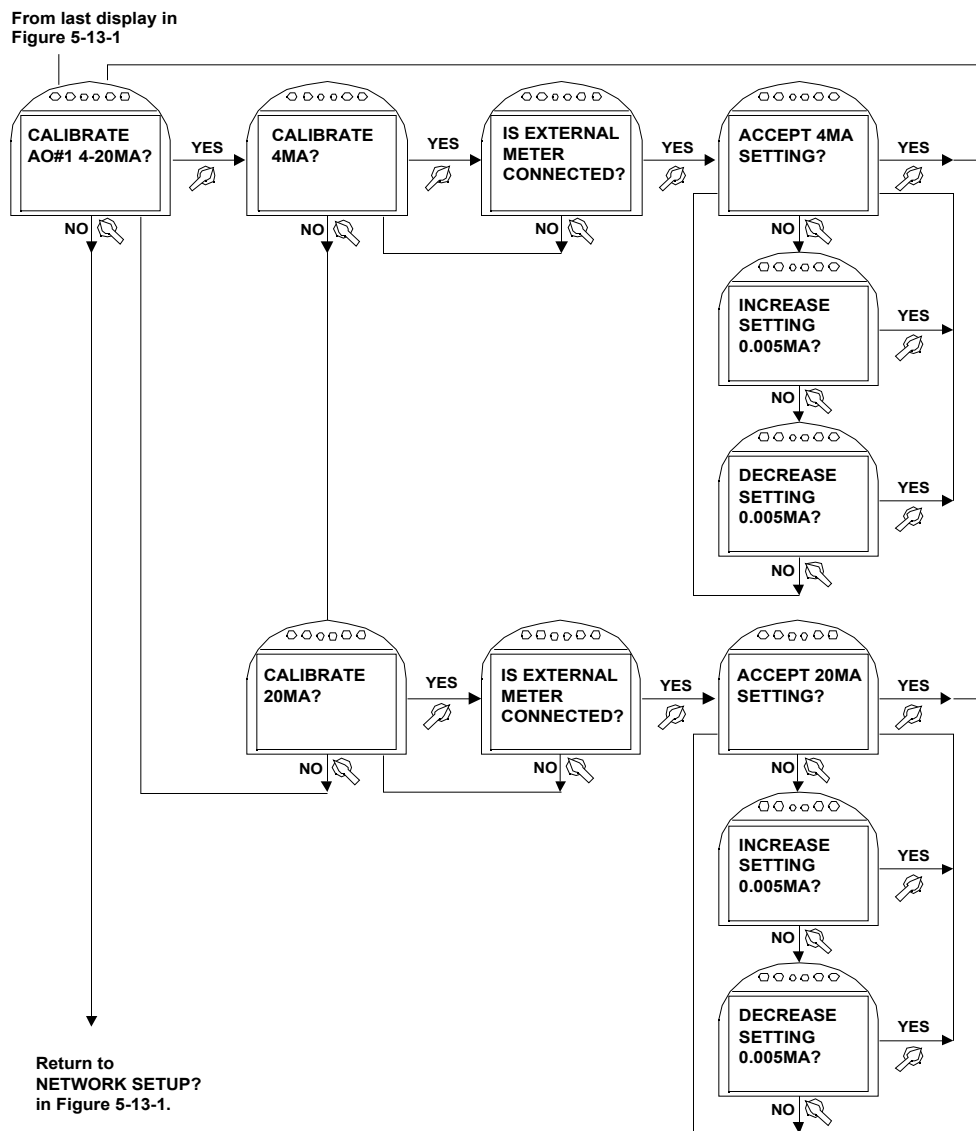 From last display in
Figure 5-13-1
CALIBRATE
AO#1 4-20MA?
YES
NO
CALIBRATE
4MA?
YES
NO
IS EXTERNAL
METER
CONNECTED?
YES
NO
ACCEPT 4MA
SETTING?
YES
NO
INCREASE
SETTING
0.005MA?
YES
NO
DECREASE
SETTING
0.005MA?
YES
NO
CALIBRATE
20MA?
YES
NO
IS EXTERNAL
METER
CONNECTED?
YES
NO
ACCEPT 20MA
SETTING?
YES
NO
INCREASE
SETTING
0.005MA?
YES
NO
DECREASE
SETTING
0.005MA?
YES
NO
Return to
NETWORK SETUP?
in Figure 5-13-1.